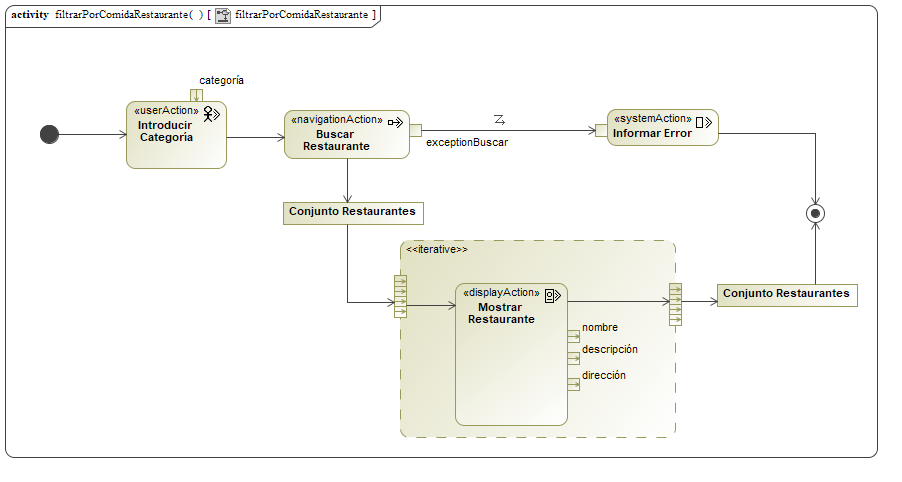 activity filtrarPorComidaRestaurante( ) [ filtrarPorComidaRestaurante ]
categoría
«userAction»
Introducir
Categoría
«navigationAction»
Buscar
Restaurante
exceptionBuscar
«systemAction»
Informar Error
Conjunto Restaurantes
<<iterative>>
«displayAction»
Mostrar
Restaurante
nombre
descripción
dirección
Conjunto Restaurantes